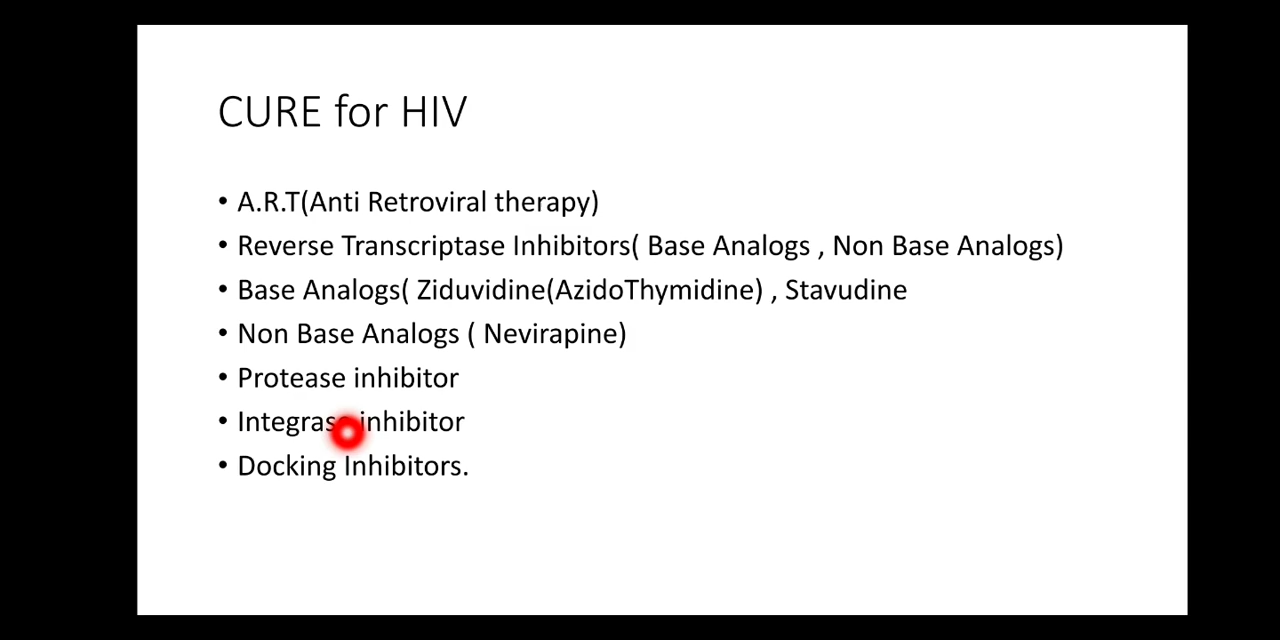 CURE for HIV
• A.R.T(Anti Retroviral therapy)
• Reverse Transcriptase Inhibitors( Base Analogs , Non Base Analogs)
• Base Analogs( Ziduvidine(AzidoThymidine) , Stavudine
• Non Base Analogs ( Nevirapine)
• Protease inhibitor
• Integrase inhibitor
• Docking Inhibitors.